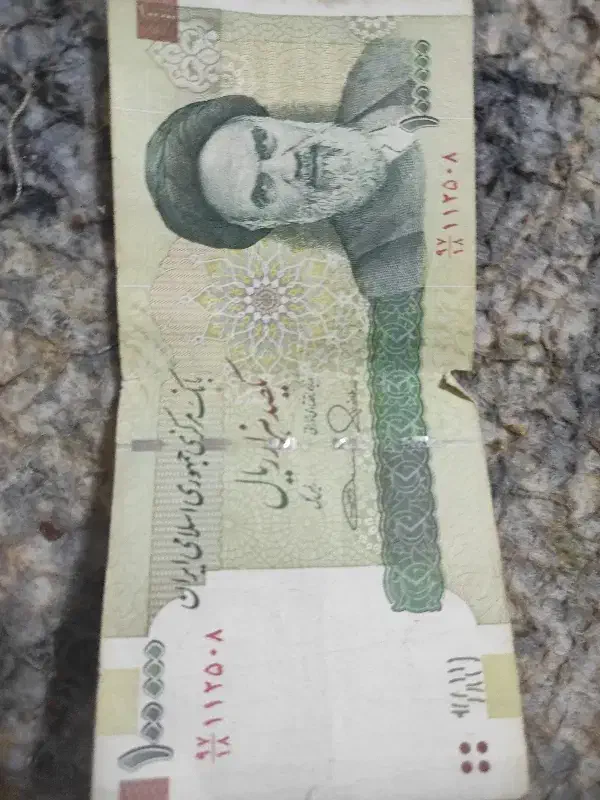 ۱۰۰۰۰۰
بانک مرکزی جمهوری اسلامی ایران
۹۷/۱۸ ۱۱۲۵۰۸
یکصد هزار ریال
۱۰۰۰۰۰
۹۷/۱۸ ۱۱۲۵۰۸